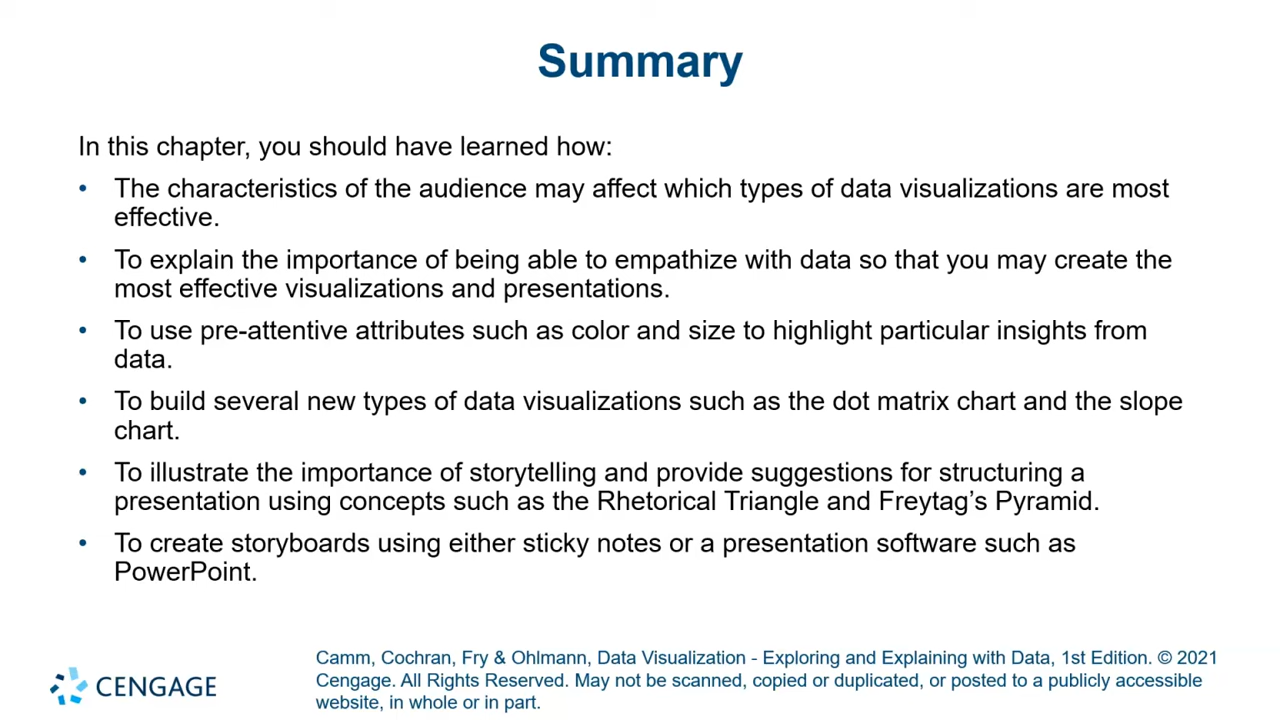 Summary
In this chapter, you should have learned how:
• The characteristics of the audience may affect which types of data visualizations are most
effective.
• To explain the importance of being able to empathize with data so that you may create the
most effective visualizations and presentations.
• To use pre-attentive attributes such as color and size to highlight particular insights from
data.
• To build several new types of data visualizations such as the dot matrix chart and the slope
chart.
• To illustrate the importance of storytelling and provide suggestions for structuring a
presentation using concepts such as the Rhetorical Triangle and Freytag’s Pyramid.
• To create storyboards using either sticky notes or a presentation software such as
PowerPoint.
CENGAGE
Camm, Cochran, Fry & Ohlmann, Data Visualization - Exploring and Explaining with Data, 1st Edition. © 2021
Cengage. All Rights Reserved. May not be scanned, copied or duplicated, or posted to a publicly accessible
website, in whole or in part.